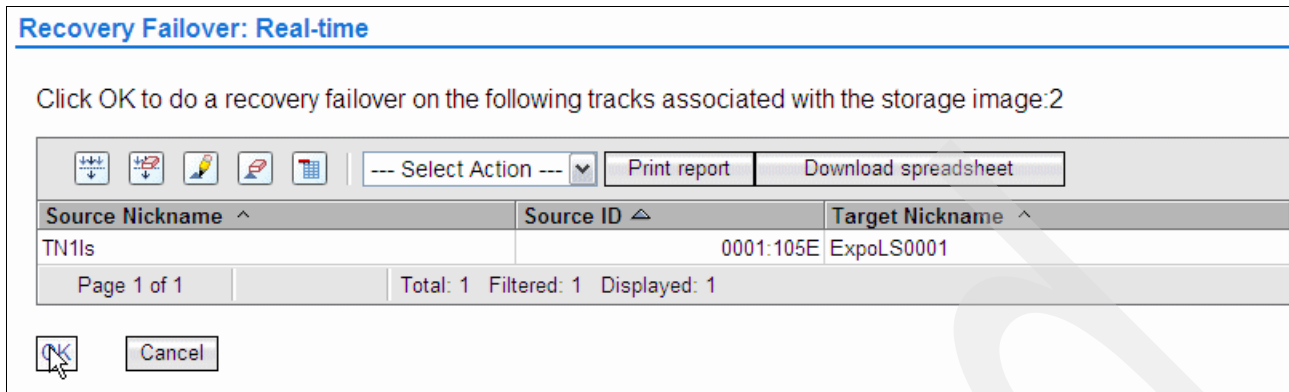 Recovery Failover: Real-time
Click OK to do a recovery failover on the following tracks associated with the storage image:2
--- Select Action --- Print report Download spreadsheet
Source Nickname ^ Source ID Target Nickname ^
TN1ls 0001:105E ExpoLS0001
Page 1 of 1 Total: 1 Filtered: 1 Displayed: 1
OK Cancel